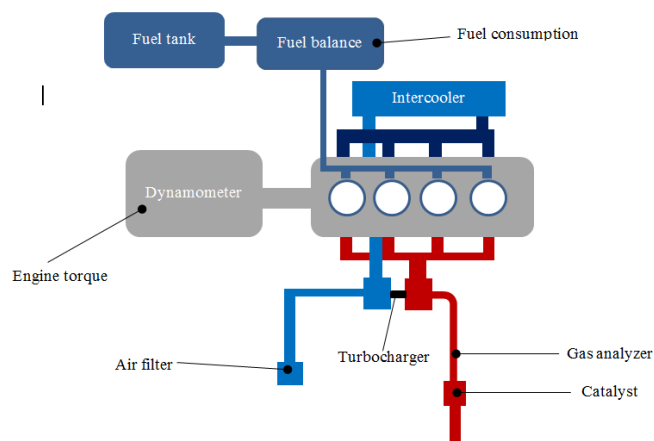 Fuel tank
Fuel balance
Fuel consumption
Intercooler
Dynamometer
Engine torque
Turbocharger
Air filter
Gas analyzer
Catalyst